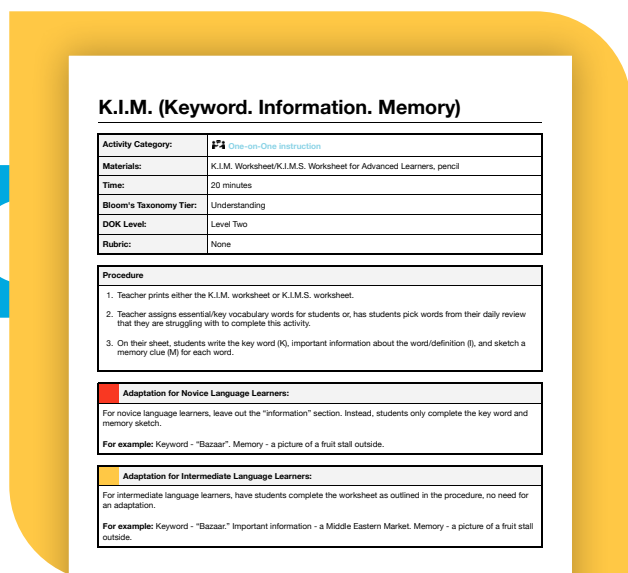 K.I.M. (Keyword. Information. Memory)
Activity Category: One-on-One instruction
Materials: K.I.M. Worksheet/K.I.M.S. Worksheet for Advanced Learners, pencil
Time: 20 minutes
Bloom's Taxonomy Tier: Understanding
DOK Level: Level Two
Rubric: None
Procedure
1. Teacher prints either the K.I.M. worksheet or K.I.M.S. worksheet.
2. Teacher assigns essential/key vocabulary words for students or, has students pick words from their daily review
that they are struggling with to complete this activity.
3. On their sheet, students write the key word (K), important information about the word/definition (I), and sketch a
memory clue (M) for each word.
Adaptation for Novice Language Learners:
For novice language learners, leave out the “information” section. Instead, students only complete the key word and
memory sketch.
For example: Keyword - “Bazaar”. Memory - a picture of a fruit stall outside.
Adaptation for Intermediate Language Learners:
For intermediate language learners, have students complete the worksheet as outlined in the procedure, no need for
an adaptation.
For example: Keyword - “Bazaar.” Important information - a Middle Eastern Market. Memory - a picture of a fruit stall
outside.